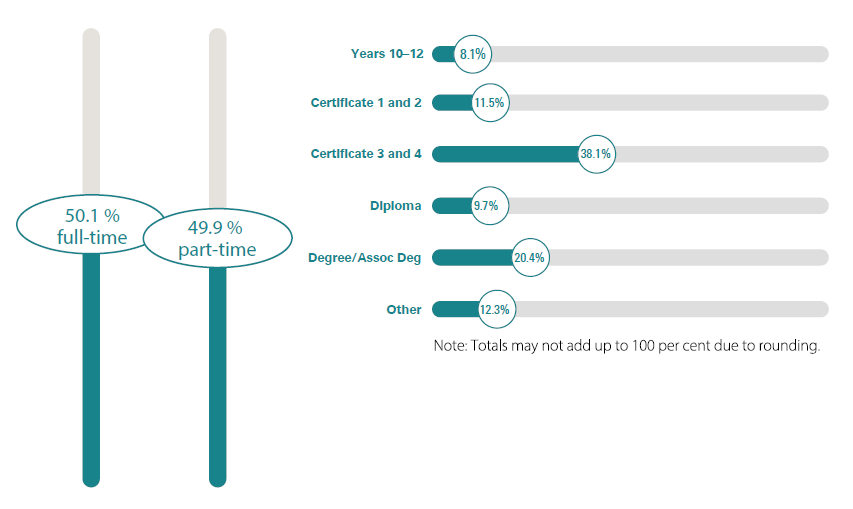 50.1 %
full-time
49.9 %
part-time
Years 10–12
8.1%
Certificate 1 and 2
11.5%
Certificate 3 and 4
38.1%
Diploma
9.7%
Degree/Assoc Deg
20.4%
Other
12.3%
Note: Totals may not add up to 100 per cent due to rounding.